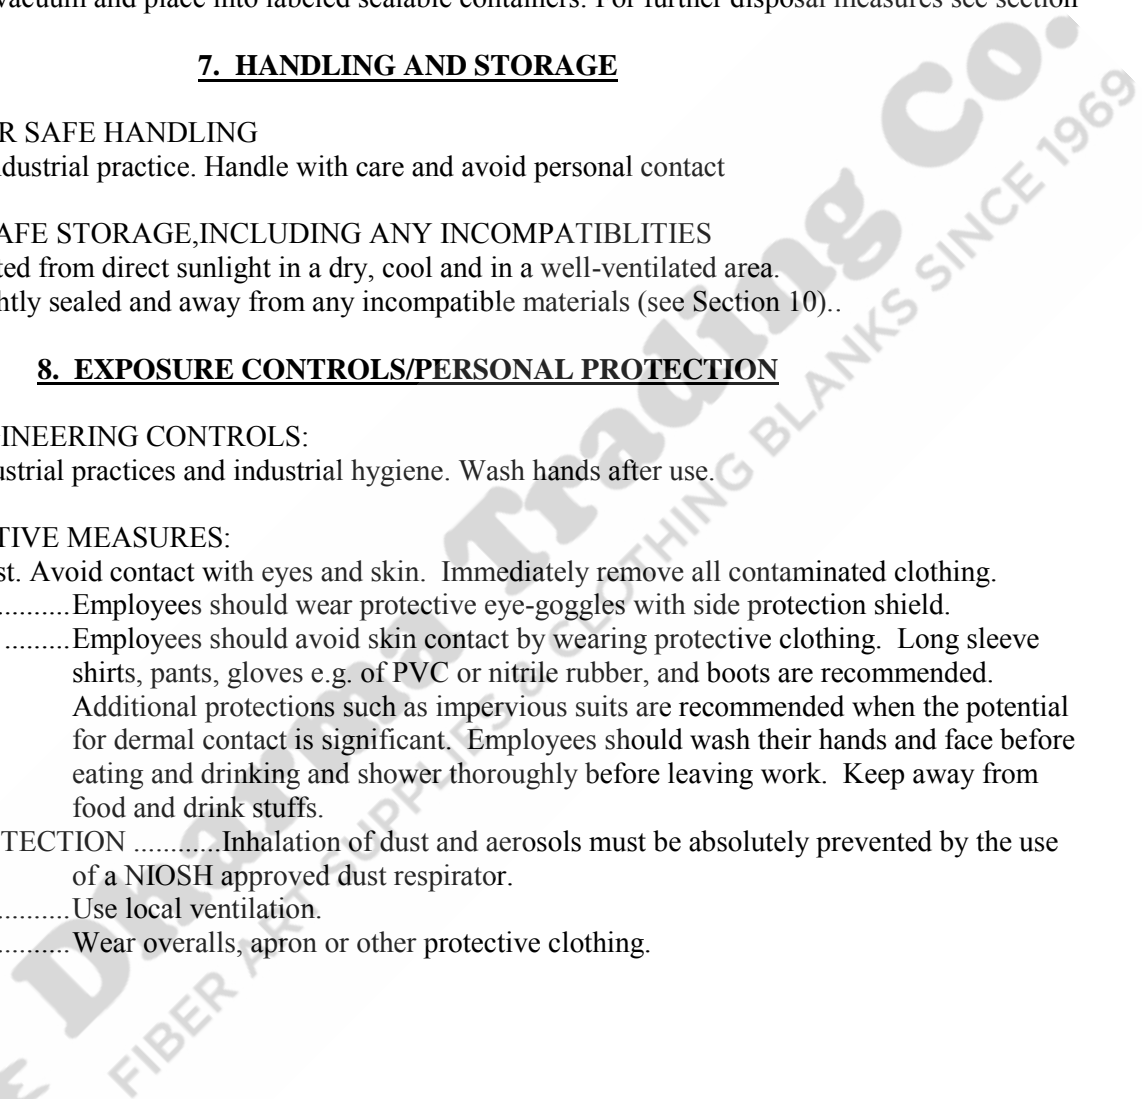 vacuum and place into labeled sealable containers. For further disposal measures see section
7. HANDLING AND STORAGE
R SAFE HANDLING
dustrial practice. Handle with care and avoid personal contact
AFE STORAGE,INCLUDING ANY INCOMPATIBLITIES
ted from direct sunlight in a dry, cool and in a well-ventilated area.
htly sealed and away from any incompatible materials (see Section 10)..
8. EXPOSURE CONTROLS/PERSONAL PROTECTION
INEERING CONTROLS:
ustrial practices and industrial hygiene. Wash hands after use.
TIVE MEASURES:
st. Avoid contact with eyes and skin. Immediately remove all contaminated clothing.
..........Employees should wear protective eye-goggles with side protection shield.
.........Employees should avoid skin contact by wearing protective clothing. Long sleeve
shirts, pants, gloves e.g. of PVC or nitrile rubber, and boots are recommended.
Additional protections such as impervious suits are recommended when the potential
for dermal contact is significant. Employees should wash their hands and face before
eating and drinking and shower thoroughly before leaving work. Keep away from
food and drink stuffs.
TECTION ............Inhalation of dust and aerosols must be absolutely prevented by the use
of a NIOSH approved dust respirator.
..........Use local ventilation.
..........Wear overalls, apron or other protective clothing.
Dharma Trading Co.
FIBER ART SUPPLIES & CLOTHING BLANKS SINCE 1969